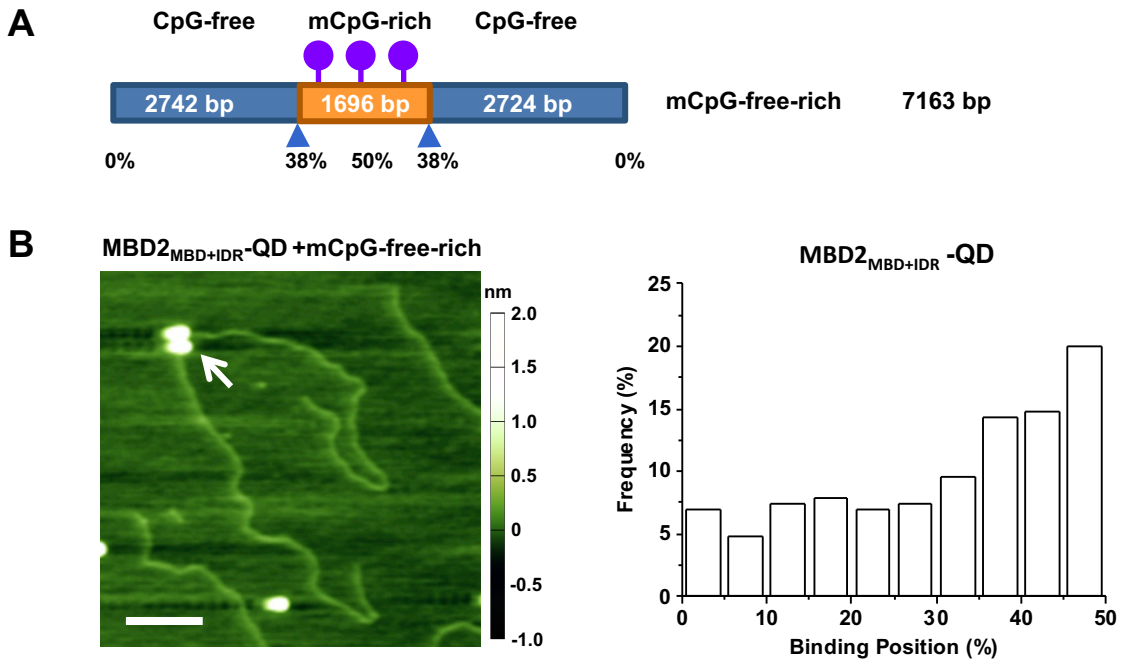 A
CpG-free mCpG-rich CpG-free
2742 bp 1696 bp 2724 bp
mCpG-free-rich 7163 bp
0% 38% 50% 38% 0%
B
MBD2MBD+IDR-QD +mCpG-free-rich
nm
2.0
1.5
1.0
0.5
0
-0.5
-1.0
MBD2MBD+IDR -QD
Frequency (%)
25
20
15
10
5
0
0 10 20 30 40 50
Binding Position (%)